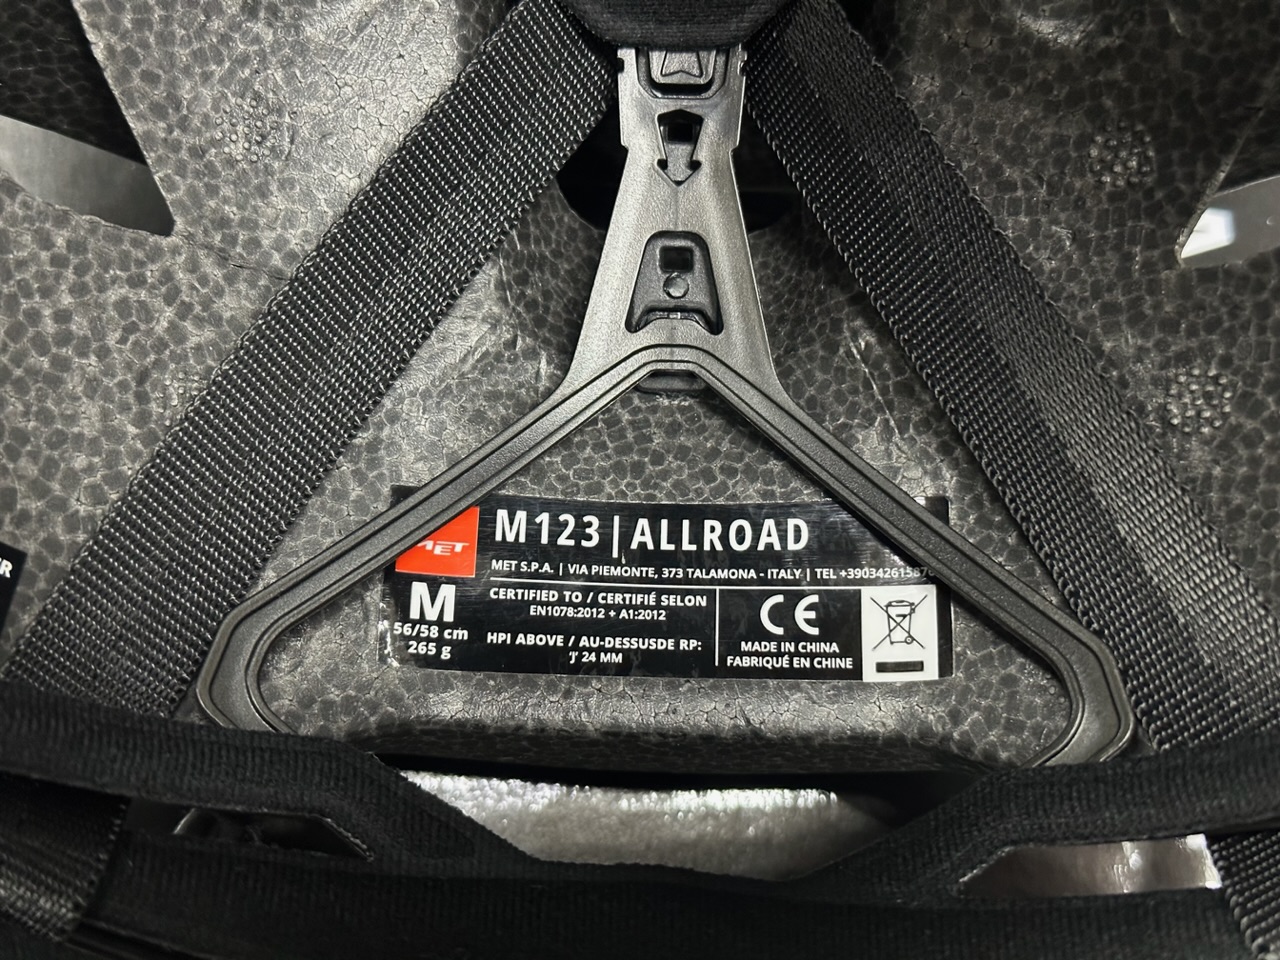 MET
M123 | ALLROAD
MET S.P.A. | VIA PIEMONTE, 373 TALAMONA - ITALY | TEL +390342615876
M
56/58 cm
265 g
CERTIFIED TO / CERTIFIÉ SELON
EN1078:2012 + A1:2012
HPI ABOVE / AU-DESSUSDE RP:
'J' 24 MM
CE
MADE IN CHINA
FABRIQUÉ EN CHINE